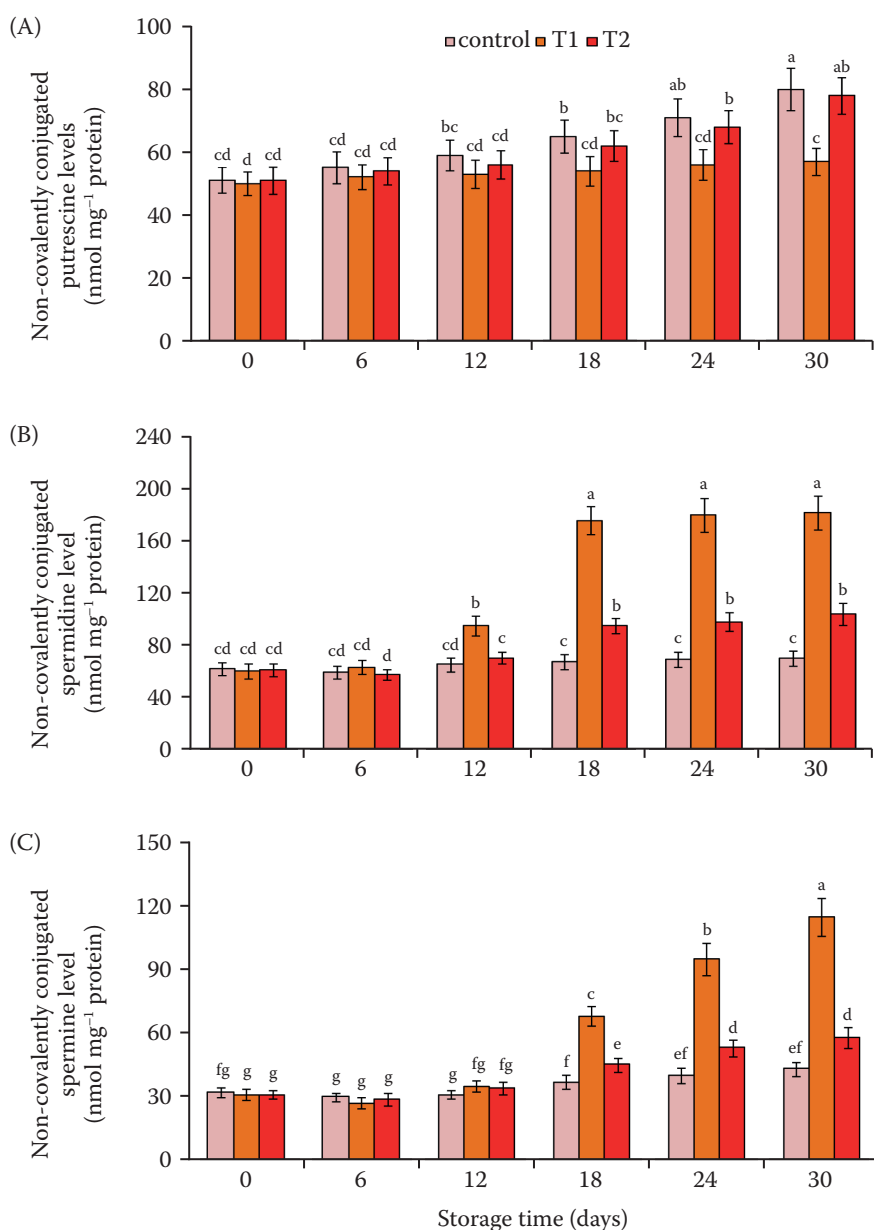 (A)
Non-covalently conjugated
putrescine levels
(nmol mg⁻¹ protein)
100
80
60
40
20
0
control T1 T2
cd d cd
cd cd cd
bc cd cd
b cd bc
ab cd b
a c ab
0 6 12 18 24 30
(B)
Non-covalently conjugated
spermidine level
(nmol mg⁻¹ protein)
240
200
160
120
80
40
0
cd cd cd
cd cd d
cd b c
c a b
c a b
c a b
0 6 12 18 24 30
(C)
Non-covalently conjugated
spermine level
(nmol mg⁻¹ protein)
150
120
90
60
30
0
fg g g
g g g
g fg fg
f c e
ef b d
ef a d
0 6 12 18 24 30
Storage time (days)